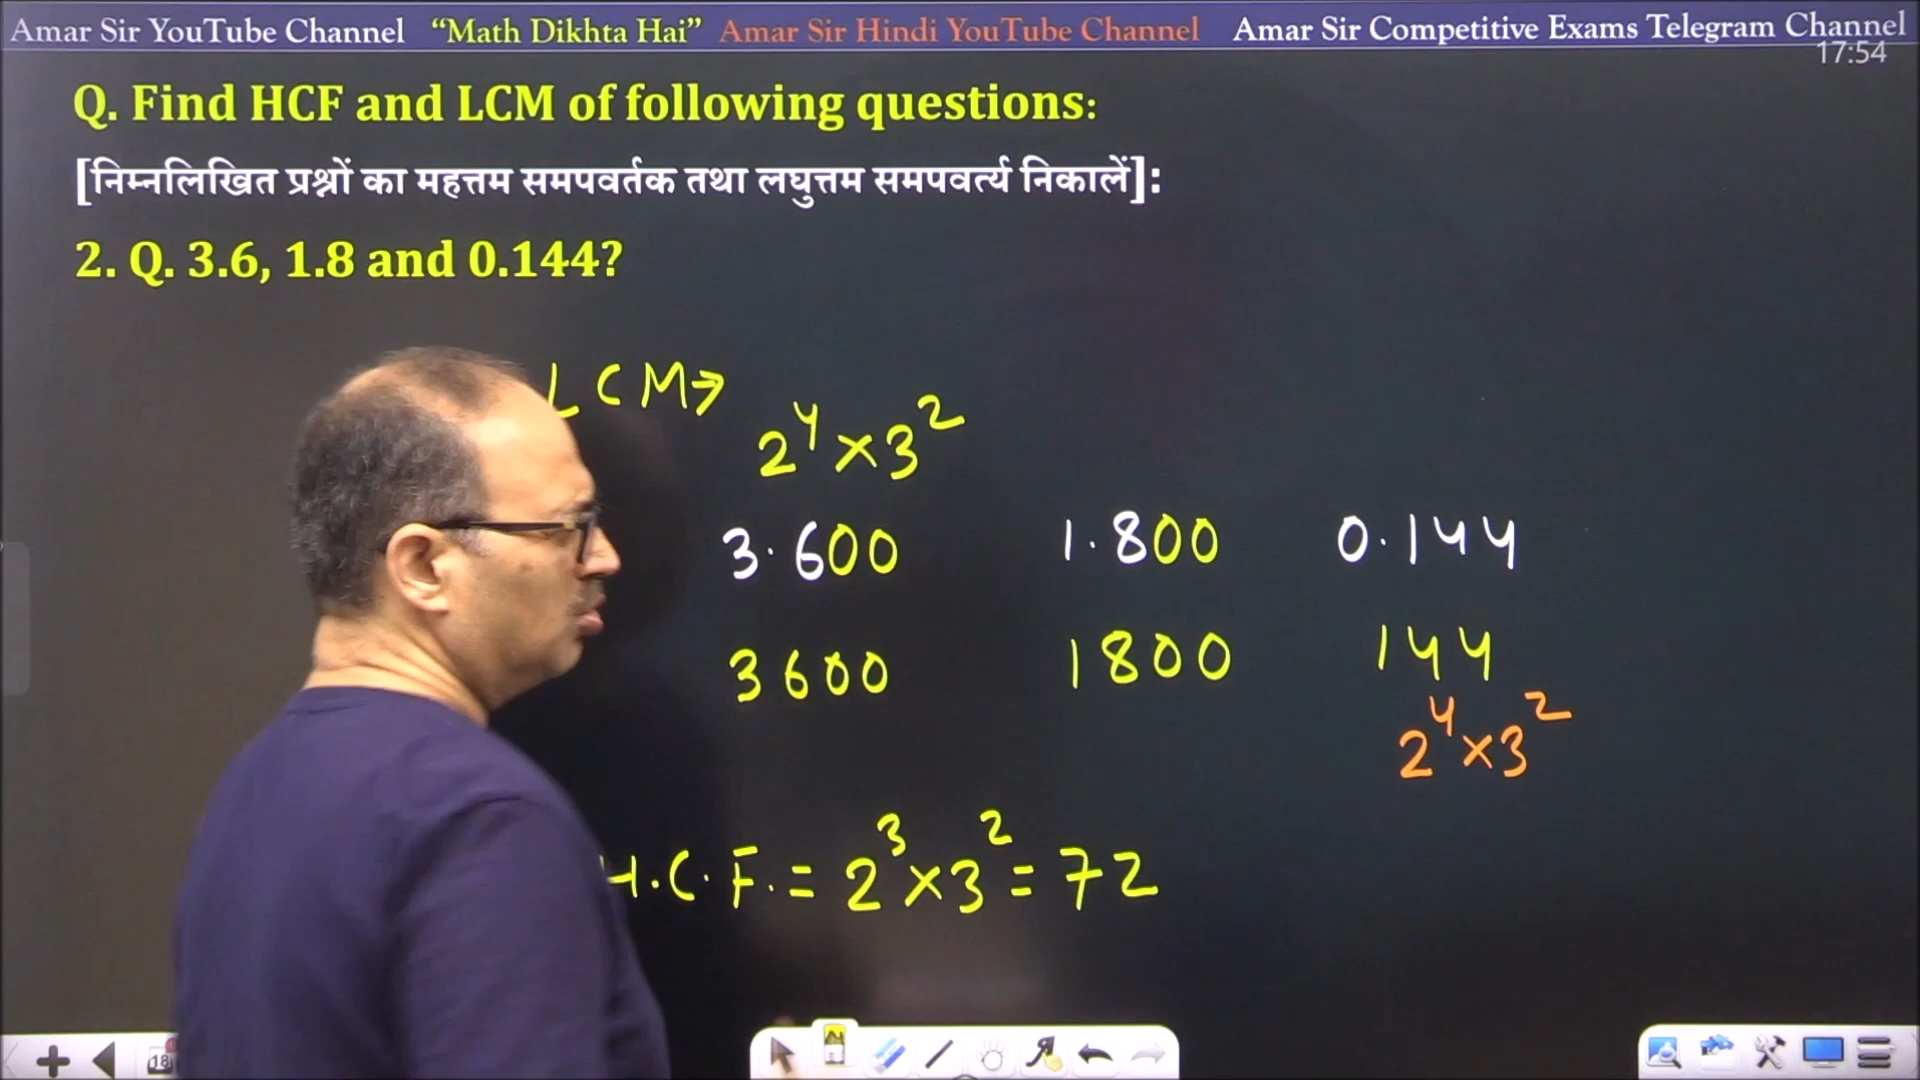 Amar Sir YouTube Channel “Math Dikhta Hai” Amar Sir Hindi YouTube Channel Amar Sir Competitive Exams Telegram Channel
17:54
Q. Find HCF and LCM of following questions:
[निम्नलिखित प्रश्नों का महत्तम समपवर्तक तथा लघुत्तम समपवर्त्य निकालें]:
2. Q. 3.6, 1.8 and 0.144?
LCM→
2⁴×3²
3.600 1.800 0.144
3600 1800 144
2⁴×3²
H.C.F. = 2³×3² = 72
18